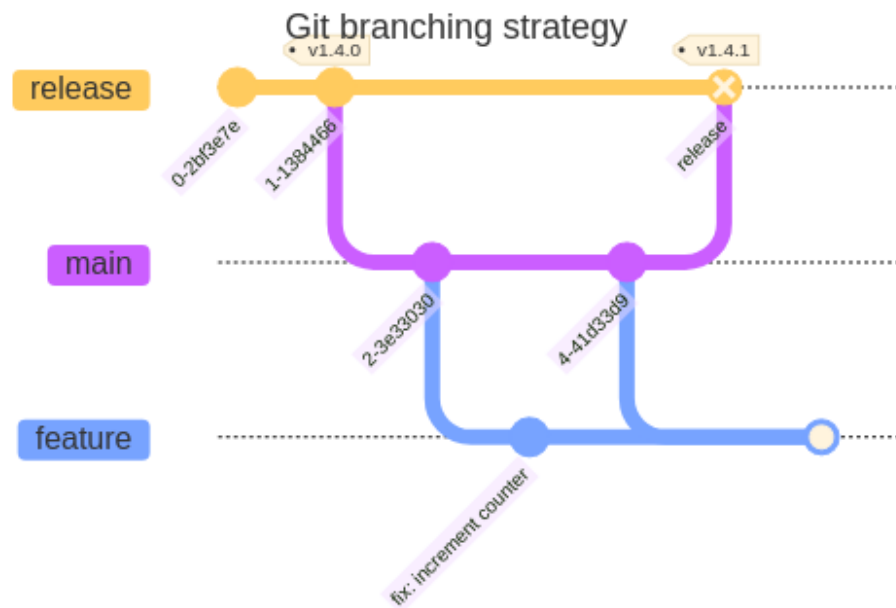 Git branching strategy
v1.4.0
v1.4.1
release
0-2bf3e7e
1-1384466
release
main
2-3e33030
4-41d33d9
feature
fix: increment counter